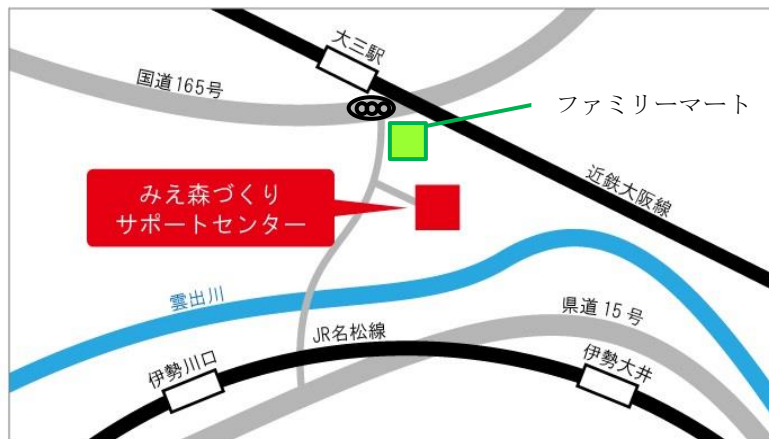 大三駅
国道165号
ファミリーマート
近鉄大阪線
みえ森づくり
サポートセンター
雲出川
県道15号
JR名松線
伊勢川口
伊勢大井